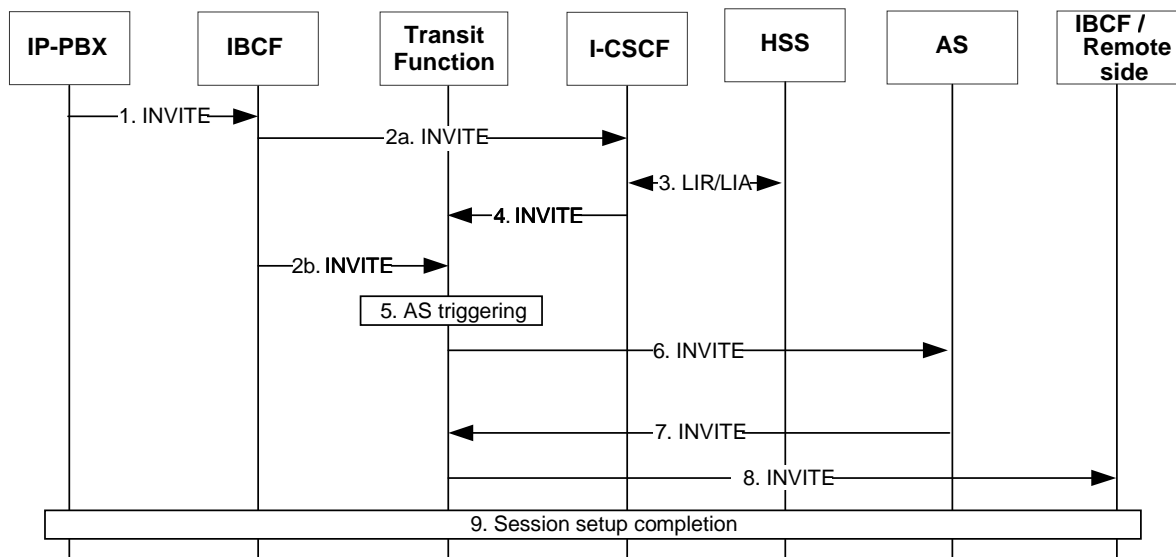 IP-PBX
IBCF
Transit
Function
I-CSCF
HSS
AS
IBCF /
Remote
side
1. INVITE
2a. INVITE
3. LIR/LIA
4. INVITE
2b. INVITE
5. AS triggering
6. INVITE
7. INVITE
8. INVITE
9. Session setup completion